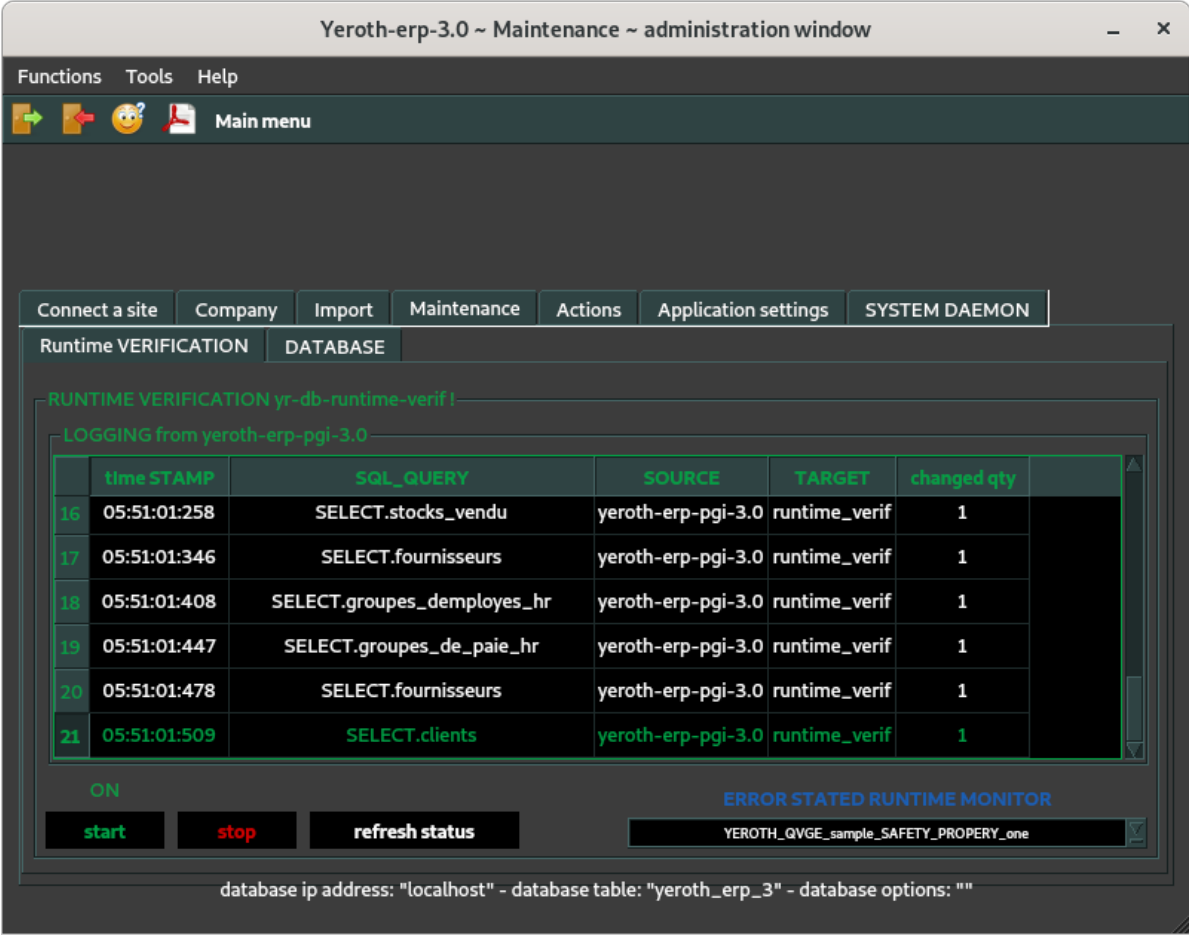 Yeroth-erp-3.0 ~ Maintenance ~ administration window
Functions Tools Help
Main menu
Connect a site Company Import Maintenance Actions Application settings SYSTEM DAEMON
Runtime VERIFICATION DATABASE
RUNTIME VERIFICATION yr-db-runtime-verif !
LOGGING from yeroth-erp-pgi-3.0
tIme STAMP SQL_QUERY SOURCE TARGET changed qty
16 05:51:01:258 SELECT.stocks_vendu yeroth-erp-pgi-3.0 runtime_verif 1
17 05:51:01:346 SELECT.fournisseurs yeroth-erp-pgi-3.0 runtime_verif 1
18 05:51:01:408 SELECT.groupes_demployes_hr yeroth-erp-pgi-3.0 runtime_verif 1
19 05:51:01:447 SELECT.groupes_de_paie_hr yeroth-erp-pgi-3.0 runtime_verif 1
20 05:51:01:478 SELECT.fournisseurs yeroth-erp-pgi-3.0 runtime_verif 1
21 05:51:01:509 SELECT.clients yeroth-erp-pgi-3.0 runtime_verif 1
ON
ERROR STATED RUNTIME MONITOR
start stop refresh status YEROTH_QVGE_sample_SAFETY_PROPERY_one
database ip address: "localhost" - database table: "yeroth_erp_3" - database options: ""